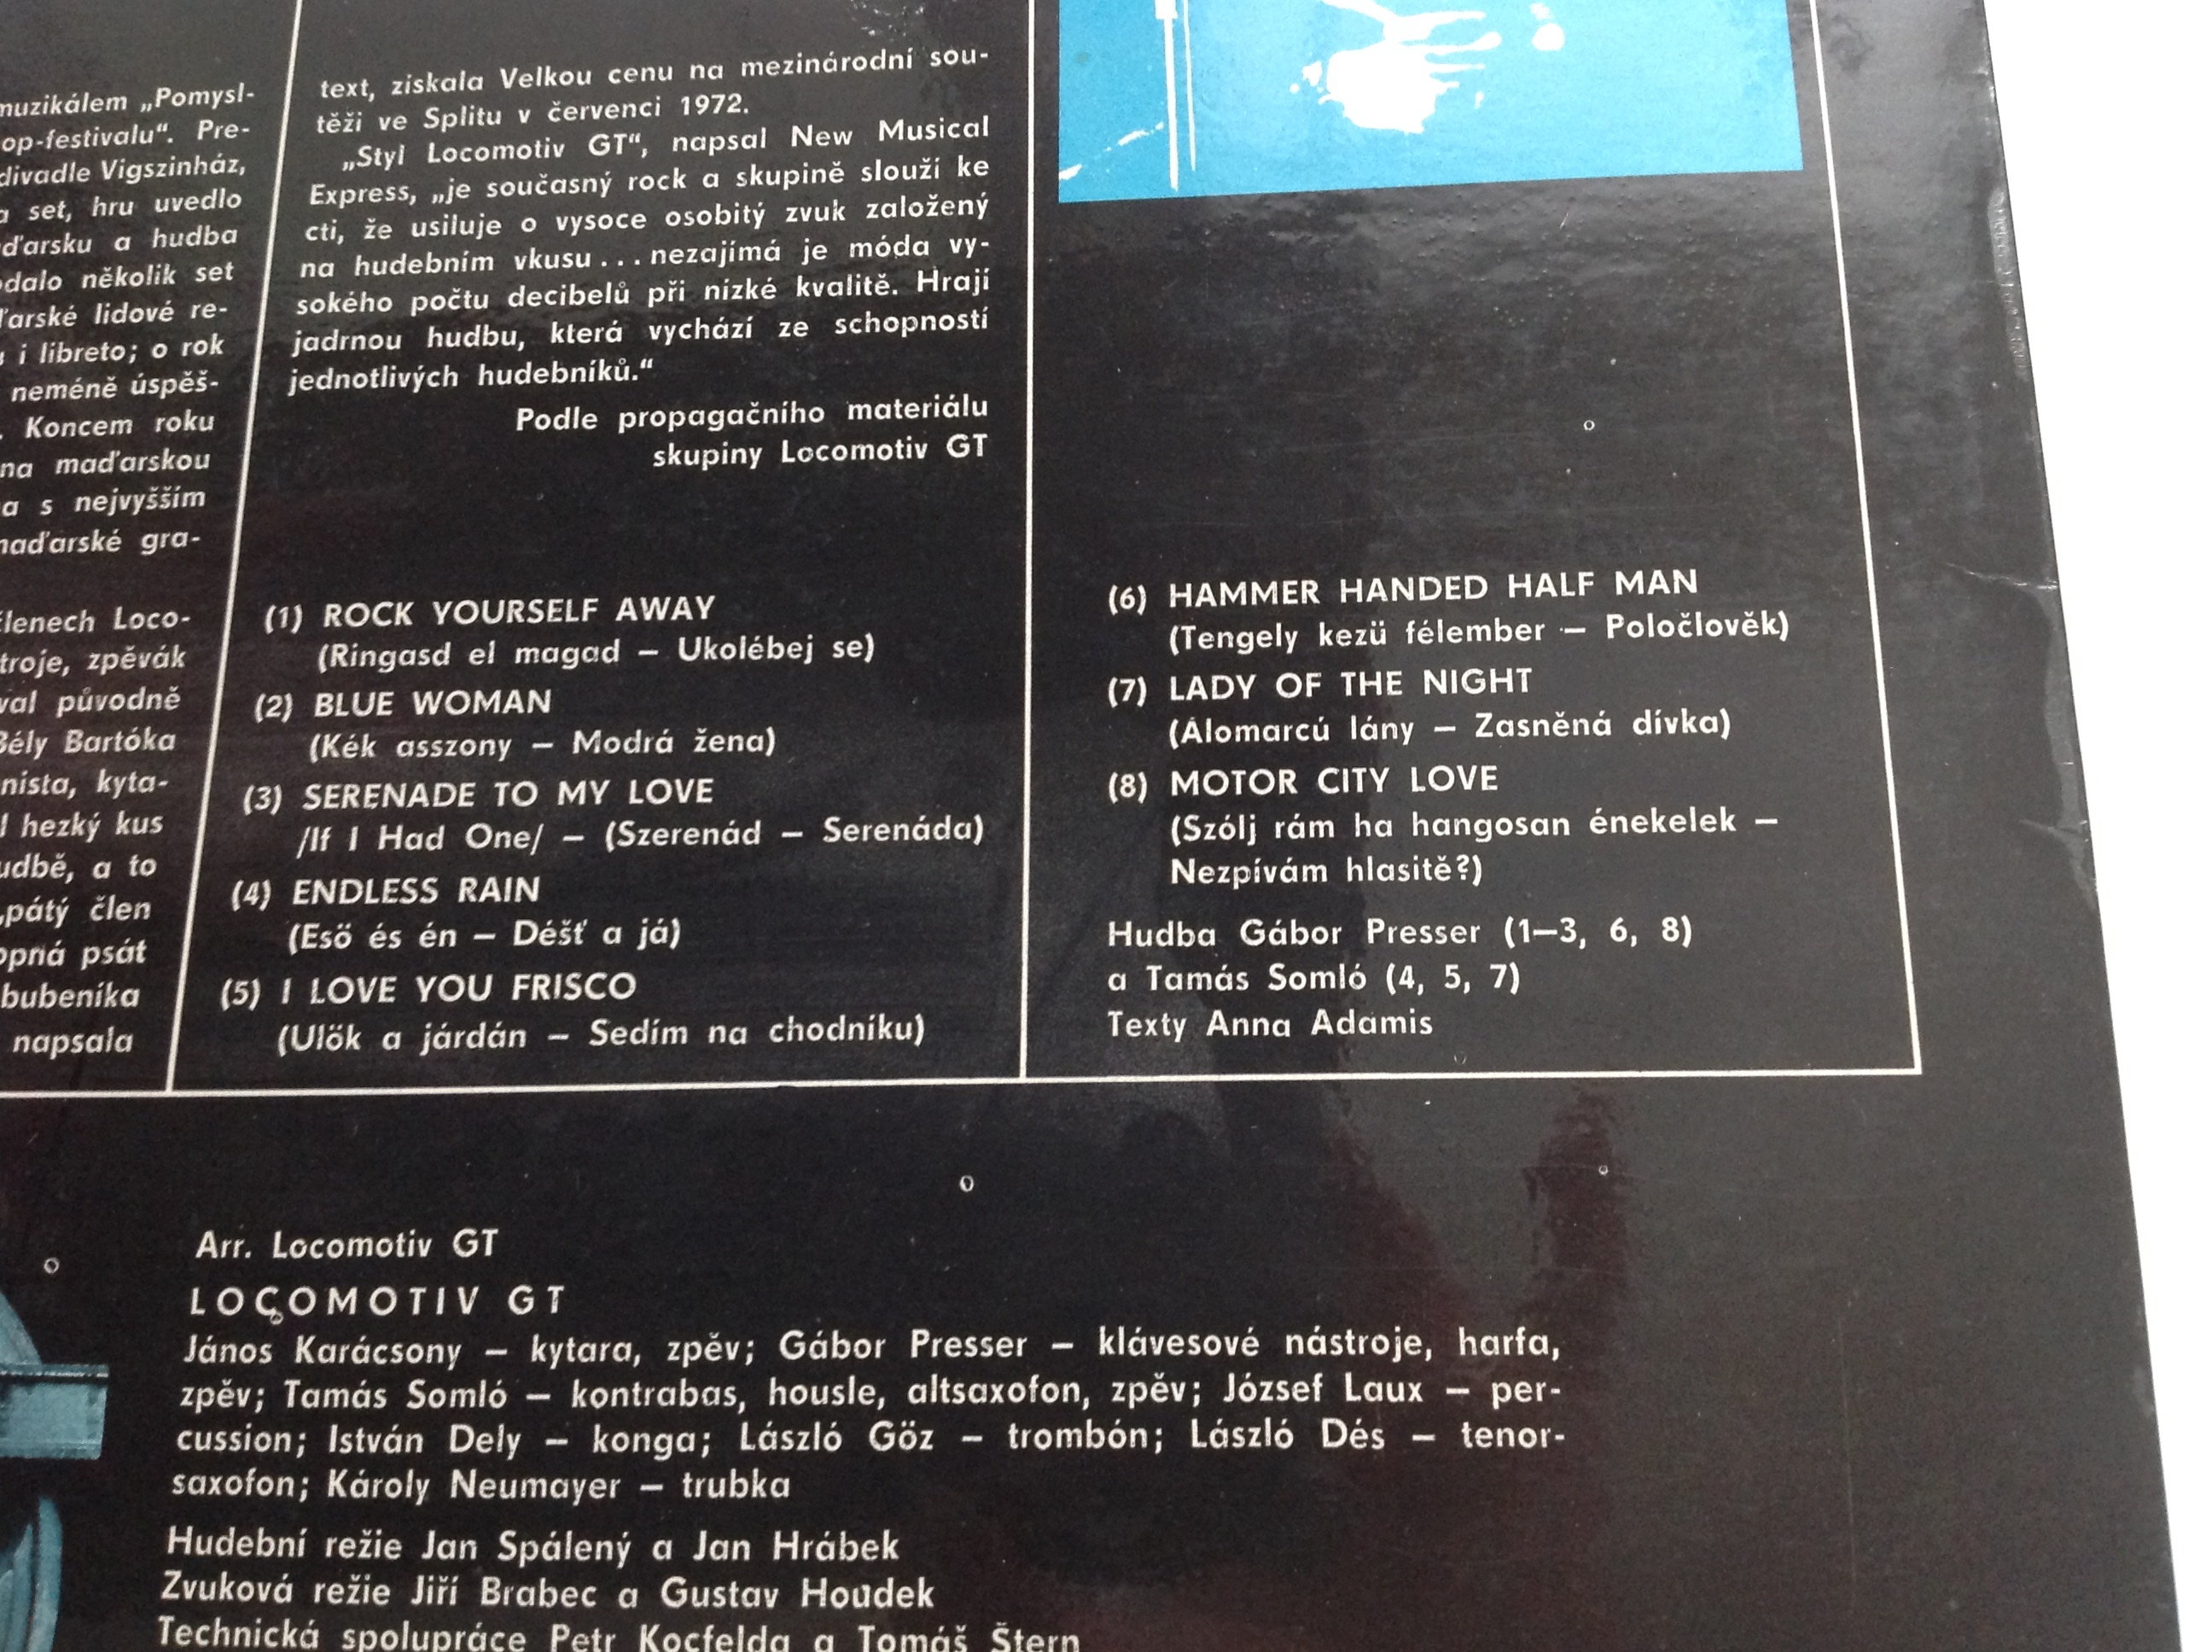 muzikálem „Pomysl-
op-festivalu“. Pre-
divadle Vigszinház,
set, hru uvedlo
a hudba
několik set
lidové re-
i libreto; o rok
neméně úspěš-
Koncem roku
na maďarskou
a s nejvyšším
gra-
Loco-
zpěvák
původně
Bély Bartóka
kyta-
hezký kus
a to
pátý člen
psát
bubeníka
napsala
text, získala Velkou cenu na mezinárodní sou-
těži ve Splitu v červenci 1972.
„Styl Locomotiv GT“, napsal New Musical
Express, „je současný rock a skupině slouží ke
cti, že usiluje o vysoce osobitý zvuk založený
na hudebním vkusu... nezajímá je móda vy-
sokého počtu decibelů při nízké kvalitě. Hrají
jadrnou hudbu, která vychází ze schopností
jednotlivých hudebníků.“
Podle propagačního materiálu
skupiny Locomotiv GT
(1) ROCK YOURSELF AWAY
(Ringasd el magad – Ukolébej se)
(2) BLUE WOMAN
(Kék asszony – Modrá žena)
(3) SERENADE TO MY LOVE
/If I Had One/ – (Szerenád – Serenáda)
(4) ENDLESS RAIN
(Esö és én – Déšť a já)
(5) I LOVE YOU FRISCO
(Ulök a járdán – Sedím na chodníku)
(6) HAMMER HANDED HALF MAN
(Tengely kezü félember – Poločlověk)
(7) LADY OF THE NIGHT
(Álomarcú lány – Zasněná dívka)
(8) MOTOR CITY LOVE
(Szólj rám ha hangosan énekelek –
Nezpívám hlasitě?)
Hudba Gábor Presser (1–3, 6, 8)
a Tamás Somló (4, 5, 7)
Texty Anna Adamis
Arr. Locomotiv GT
LOCOMOTIV GT
János Karácsony – kytara, zpěv; Gábor Presser – klávesové nástroje, harfa,
zpěv; Tamás Somló – kontrabas, housle, altsaxofon, zpěv; József Laux – per-
cussion; István Dely – konga; László Göz – trombón; László Dés – tenor-
saxofon; Károly Neumayer – trubka
Hudební režie Jan Spálený a Jan Hrábek
Zvuková režie Jiří Brabec a Gustav Houdek
Technická spolupráce Petr Kocfelda a Tomáš Štern